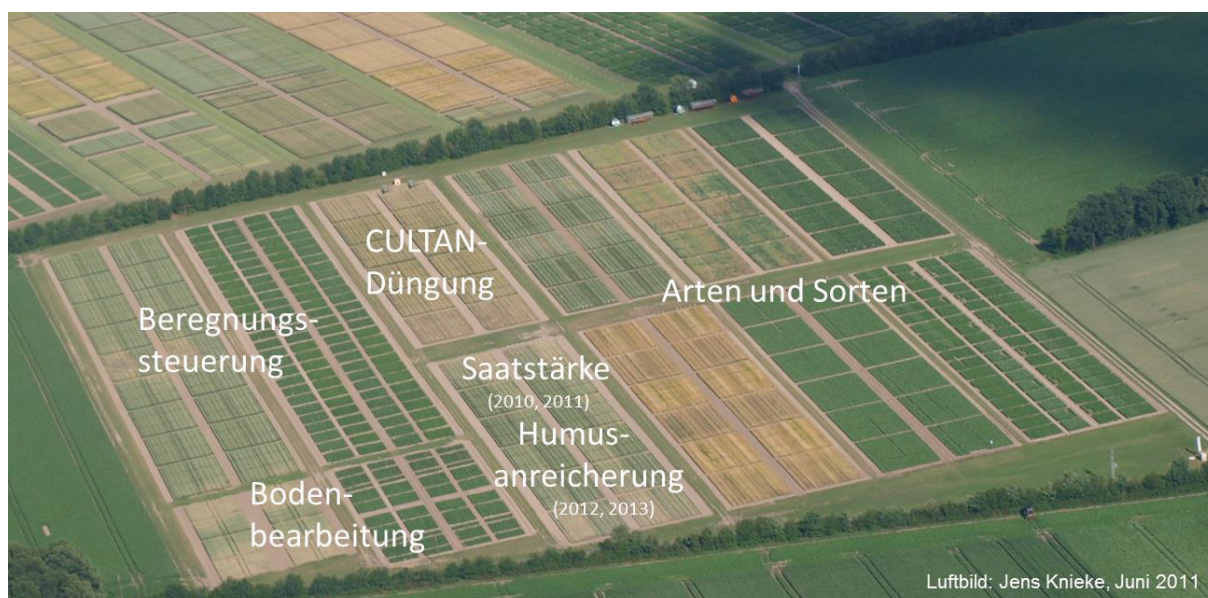 CULTAN-
Düngung
Arten und Sorten
Beregnungs-
steuerung
Saatstärke
(2010, 2011)
Humus-
anreicherung
(2012, 2013)
Boden-
bearbeitung
Luftbild: Jens Knieke, Juni 2011